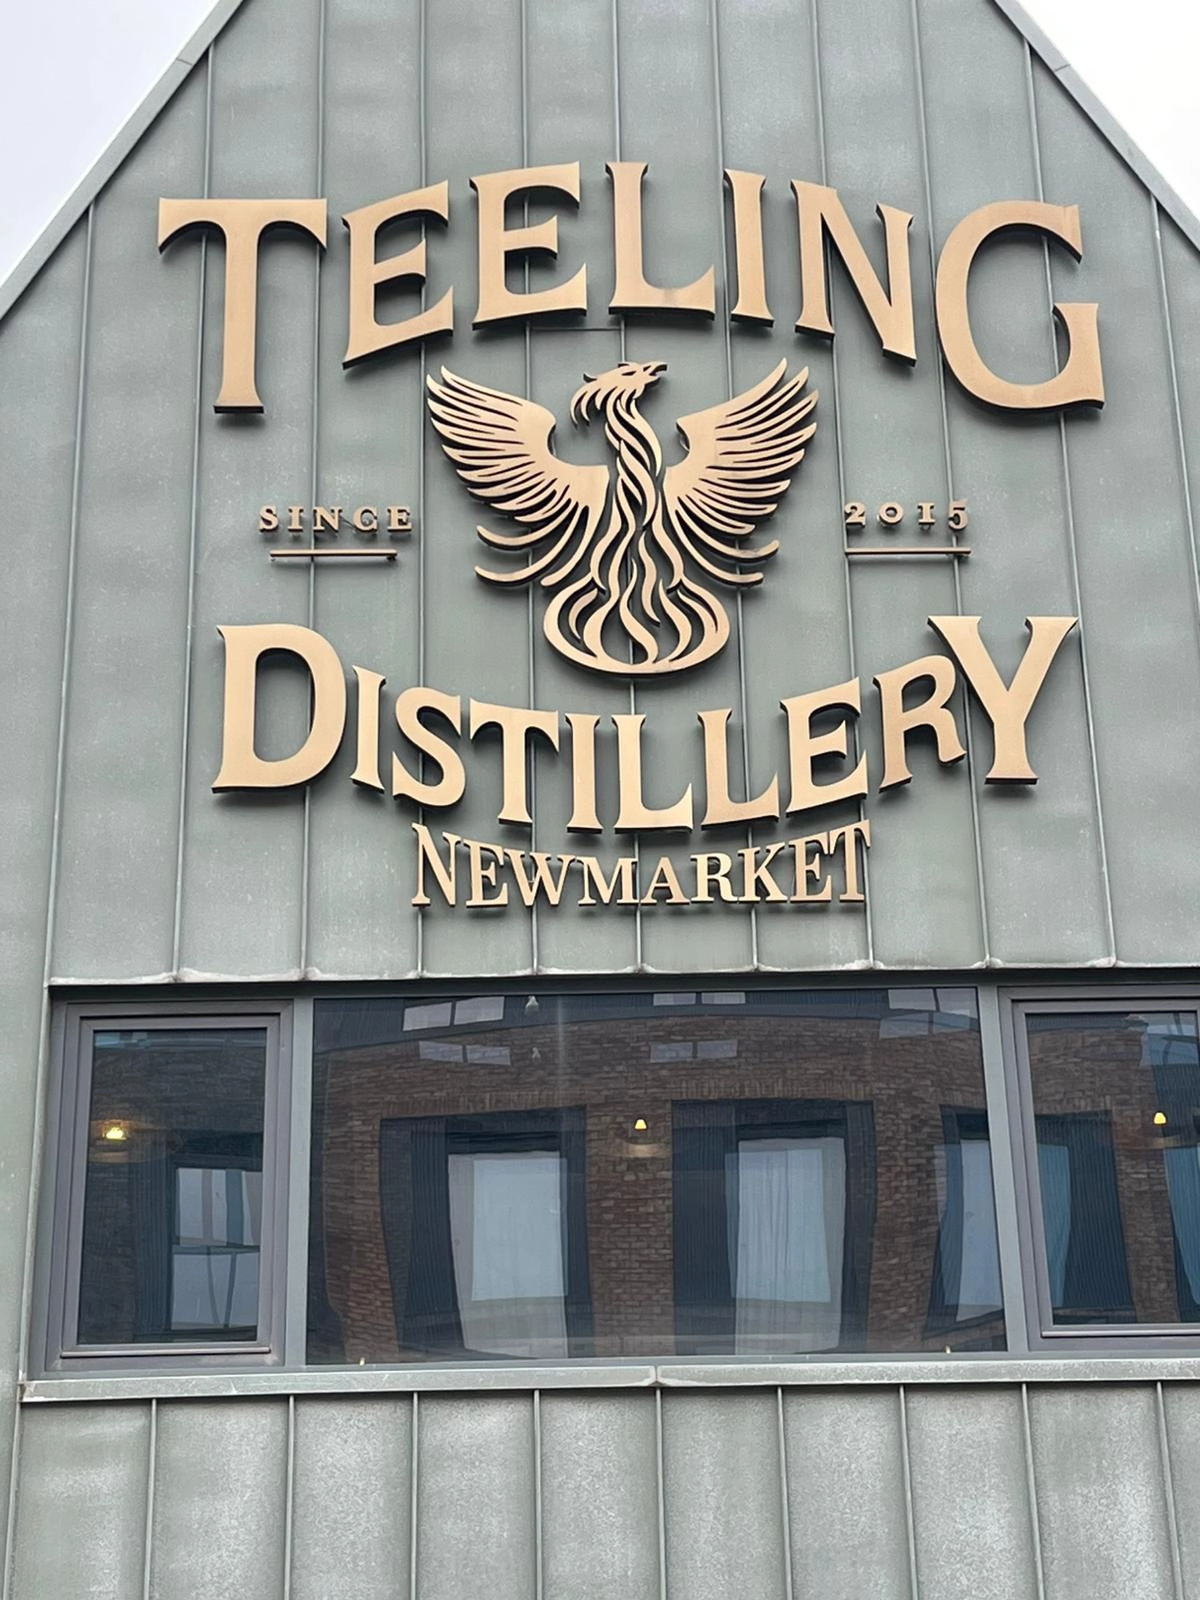 TEELING
SINCE 2015
DISTILLERY
NEWMARKET